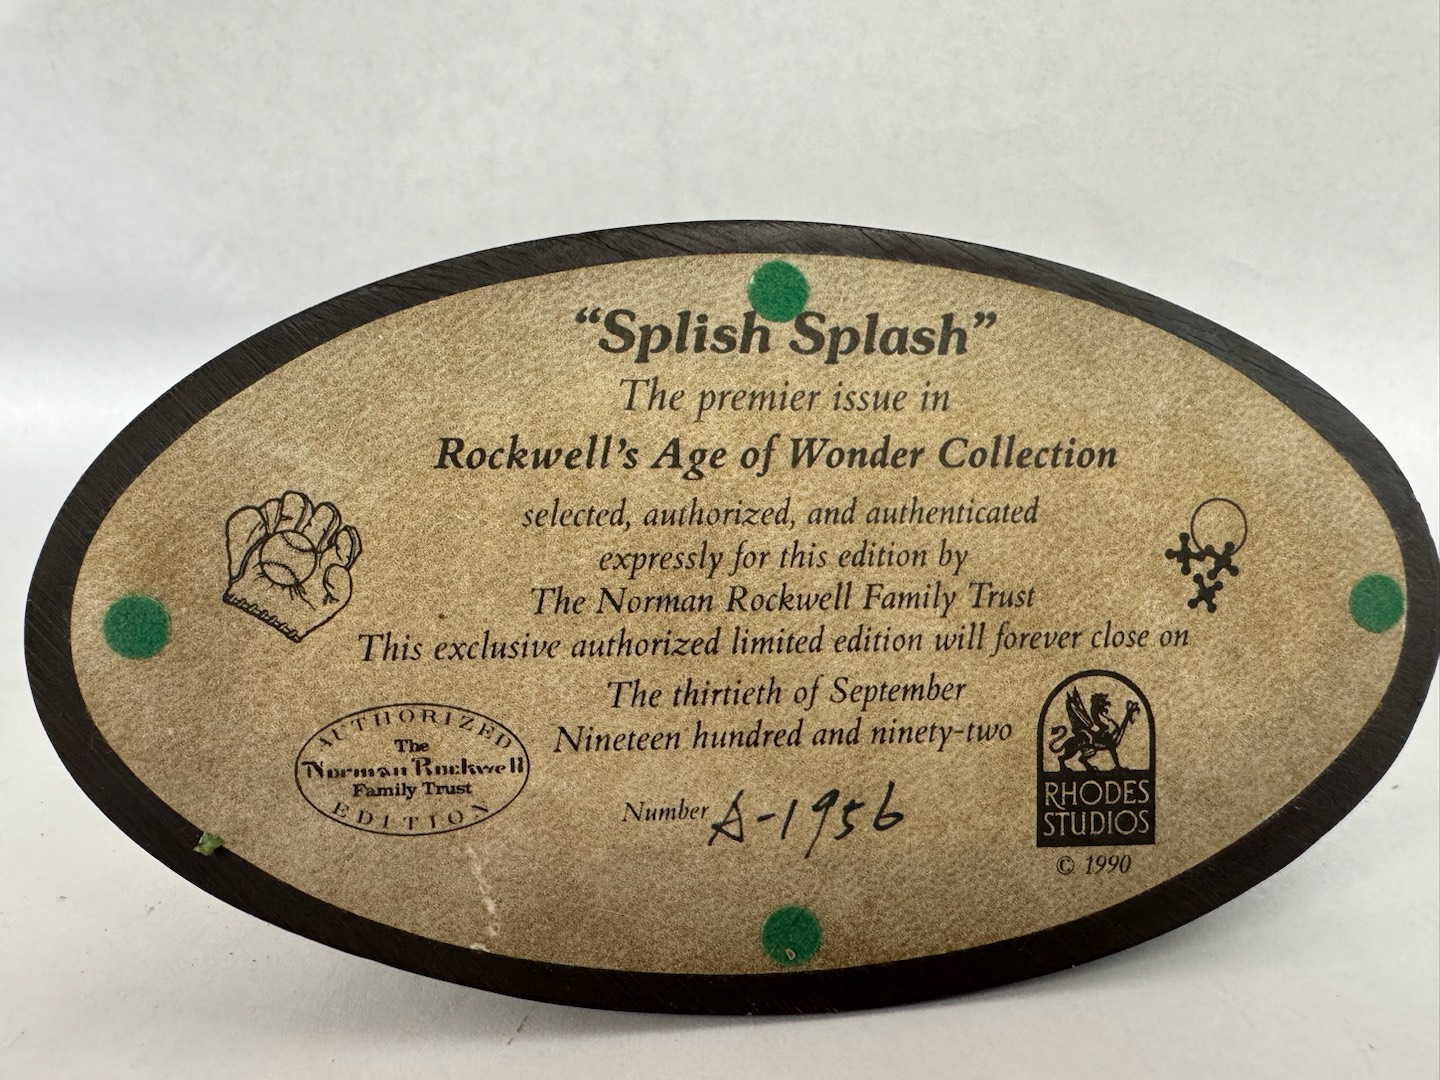 “Splish Splash”
The premier issue in
Rockwell’s Age of Wonder Collection
selected, authorized, and authenticated
expressly for this edition by
The Norman Rockwell Family Trust
This exclusive authorized limited edition will forever close on
The thirtieth of September
Nineteen hundred and ninety-two
AUTHORIZED
The
Norman Rockwell
Family Trust
EDITION
Number A-1956
RHODES
STUDIOS
© 1990